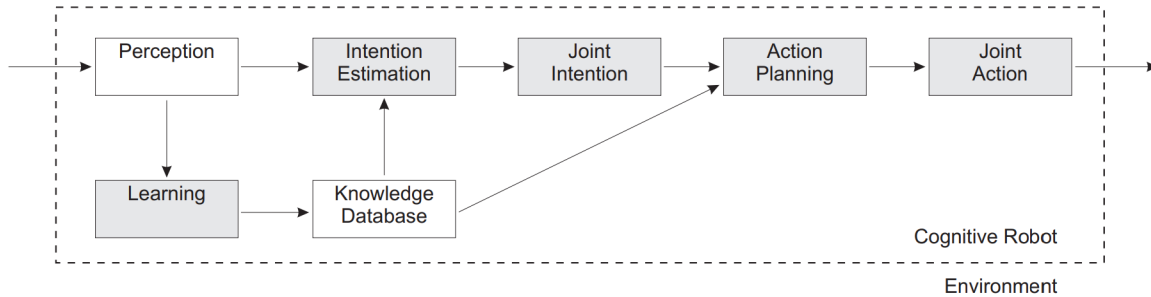 Perception
Intention
Estimation
Joint
Intention
Action
Planning
Joint
Action
Learning
Knowledge
Database
Cognitive Robot
Environment